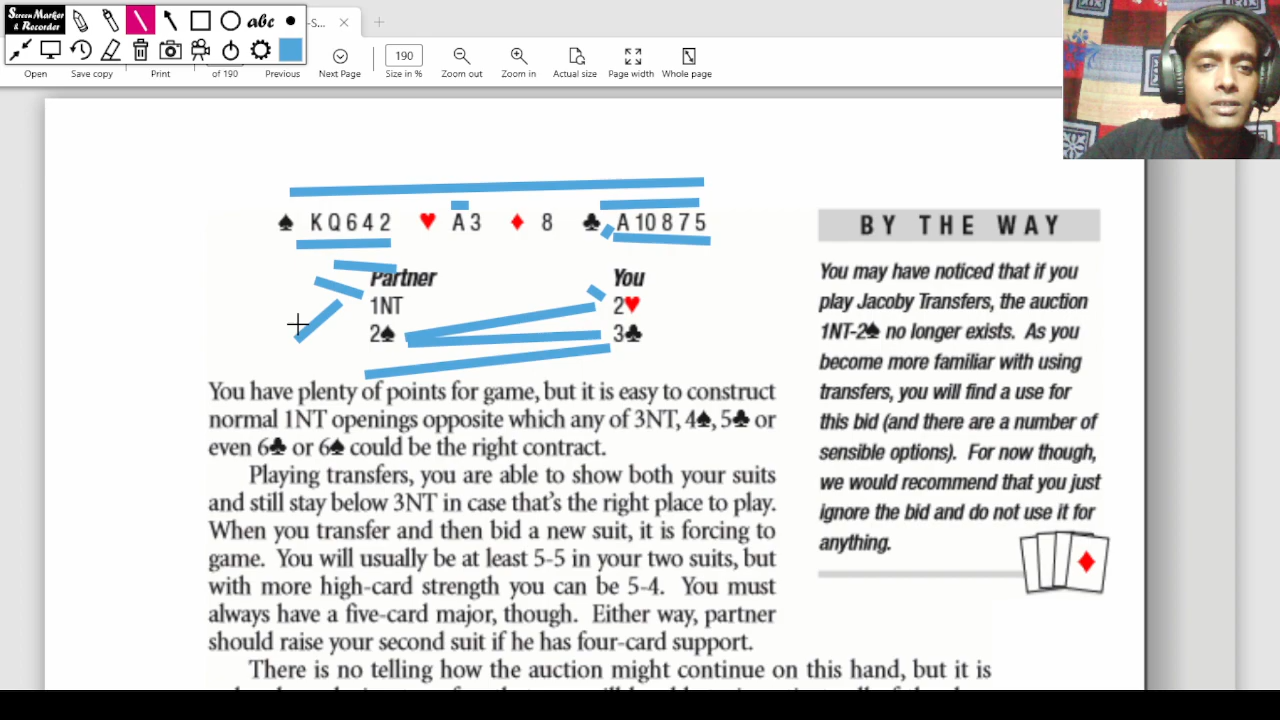 Screen Marker
& Recorder
abc
-S...
190
of 190
Open
Save copy
Print
Previous
Next Page
Size in %
Zoom out
Zoom in
Actual size
Page width
Whole page
♠ K Q 6 4 2 ♥ A 3 ♦ 8 ♣ A 10 8 7 5
Partner You
1NT 2♥
2♠ 3♣
You have plenty of points for game, but it is easy to construct
normal 1NT openings opposite which any of 3NT, 4♠, 5♣ or
even 6♣ or 6♠ could be the right contract.
Playing transfers, you are able to show both your suits
and still stay below 3NT in case that's the right place to play.
When you transfer and then bid a new suit, it is forcing to
game. You will usually be at least 5-5 in your two suits, but
with more high-card strength you can be 5-4. You must
always have a five-card major, though. Either way, partner
should raise your second suit if he has four-card support.
There is no telling how the auction might continue on this hand, but it is
BY THE WAY
You may have noticed that if you
play Jacoby Transfers, the auction
1NT-2♠ no longer exists. As you
become more familiar with using
transfers, you will find a use for
this bid (and there are a number of
sensible options). For now though,
we would recommend that you just
ignore the bid and do not use it for
anything.